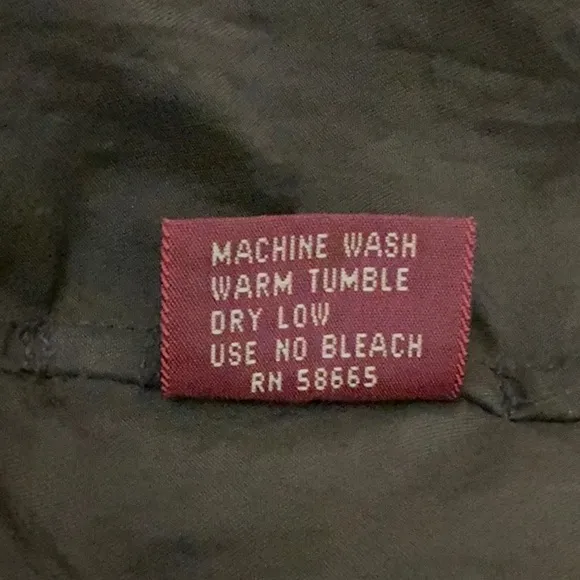 MACHINE WASH
WARM TUMBLE
DRY LOW
USE NO BLEACH
RN 58665